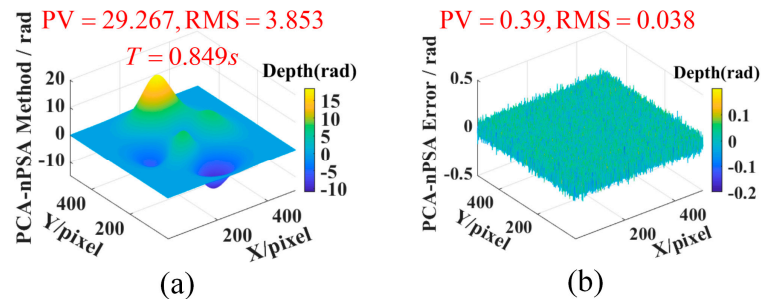 PV = 29.267, RMS = 3.853
T = 0.849s
PCA-nPSA Method / rad
20
10
0
-10
400
200
Y/pixel
200
400
X/pixel
Depth(rad)
15
10
5
0
-5
-10
(a)
PV = 0.39, RMS = 0.038
PCA-nPSA Error / rad
0.5
0
-0.5
400
200
Y/pixel
200
400
X/pixel
Depth(rad)
0.1
0
-0.1
-0.2
(b)